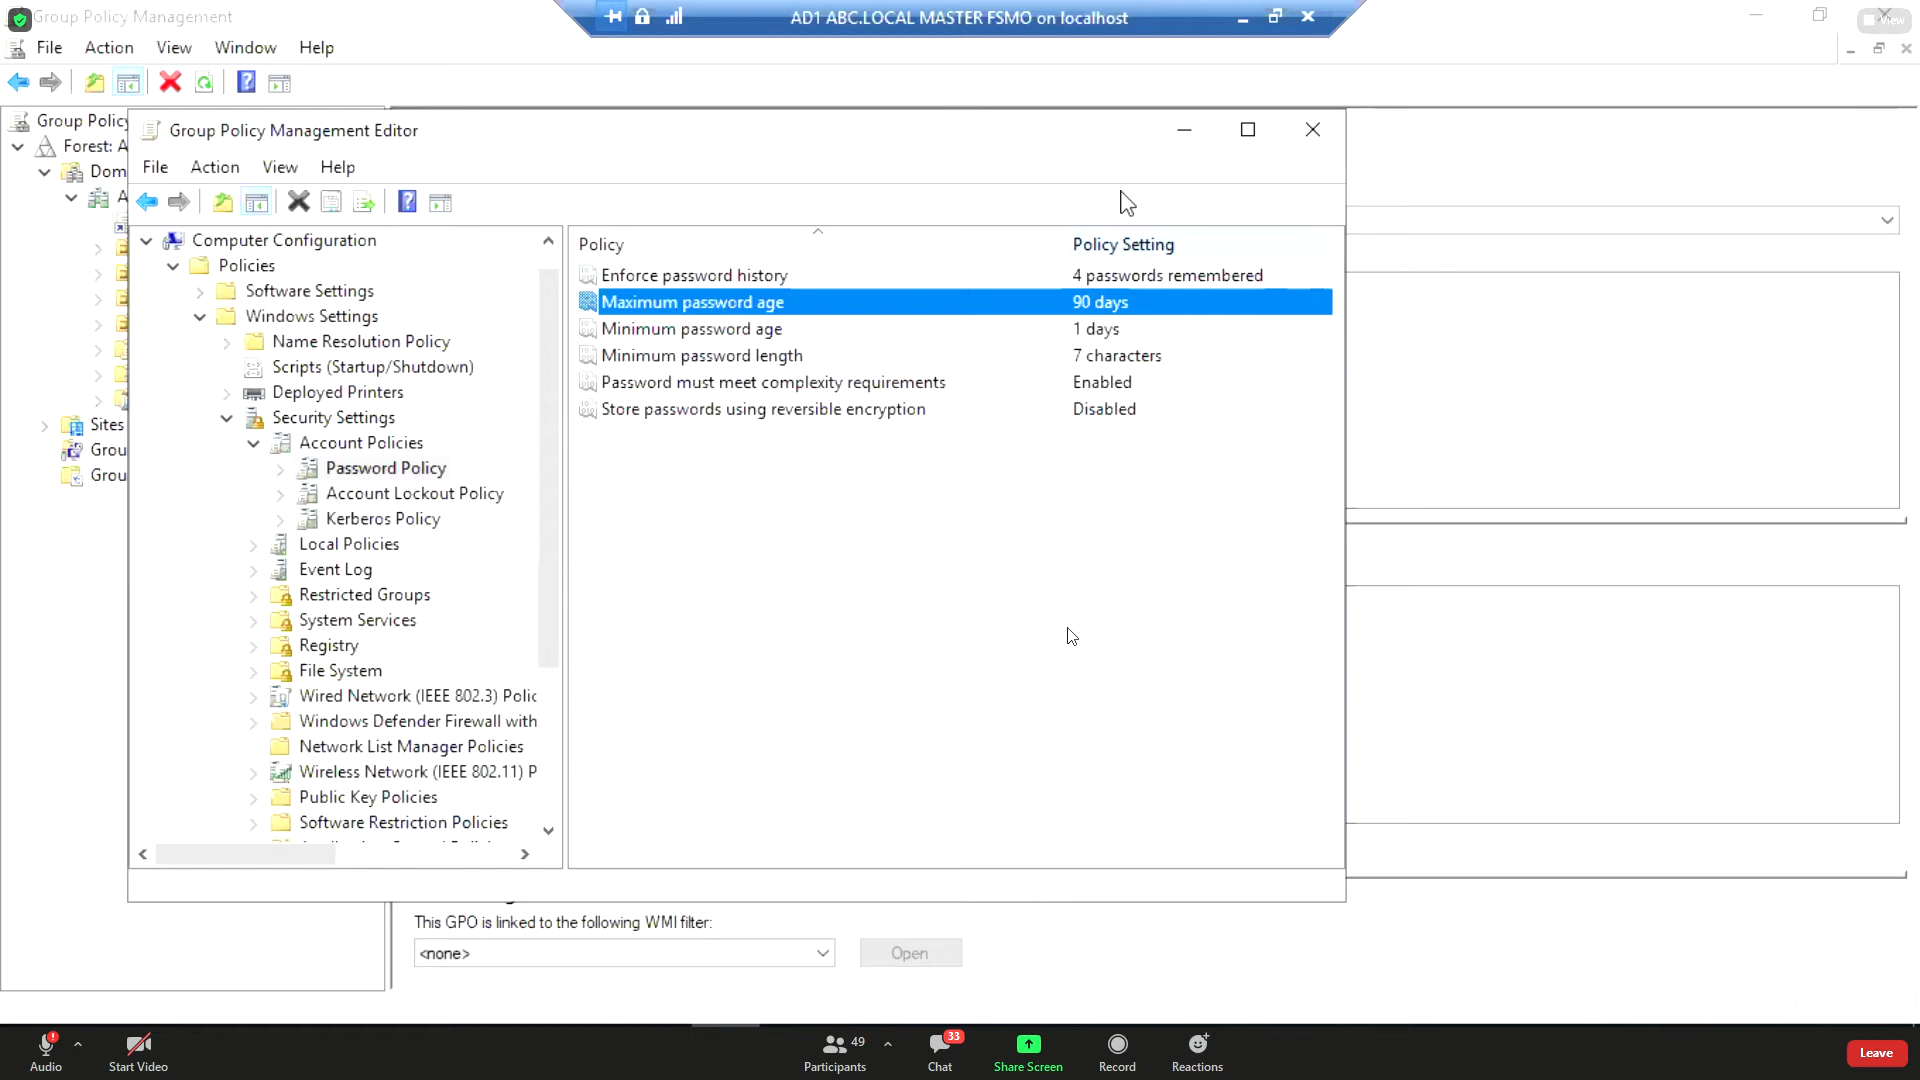 Group Policy Management
AD1 ABC.LOCAL MASTER FSMO on localhost
View
File Action View Window Help
Group Policy
Forest: A
Dom
A
Sites
Grou
Grou
Group Policy Management Editor
File Action View Help
Computer Configuration
Policies
Software Settings
Windows Settings
Name Resolution Policy
Scripts (Startup/Shutdown)
Deployed Printers
Security Settings
Account Policies
Password Policy
Account Lockout Policy
Kerberos Policy
Local Policies
Event Log
Restricted Groups
System Services
Registry
File System
Wired Network (IEEE 802.3) Polic
Windows Defender Firewall with
Network List Manager Policies
Wireless Network (IEEE 802.11) P
Public Key Policies
Software Restriction Policies
Policy Policy Setting
Enforce password history 4 passwords remembered
Maximum password age 90 days
Minimum password age 1 days
Minimum password length 7 characters
Password must meet complexity requirements Enabled
Store passwords using reversible encryption Disabled
This GPO is linked to the following WMI filter:
<none> Open
49 33
Audio Start Video Participants Chat Share Screen Record Reactions Leave